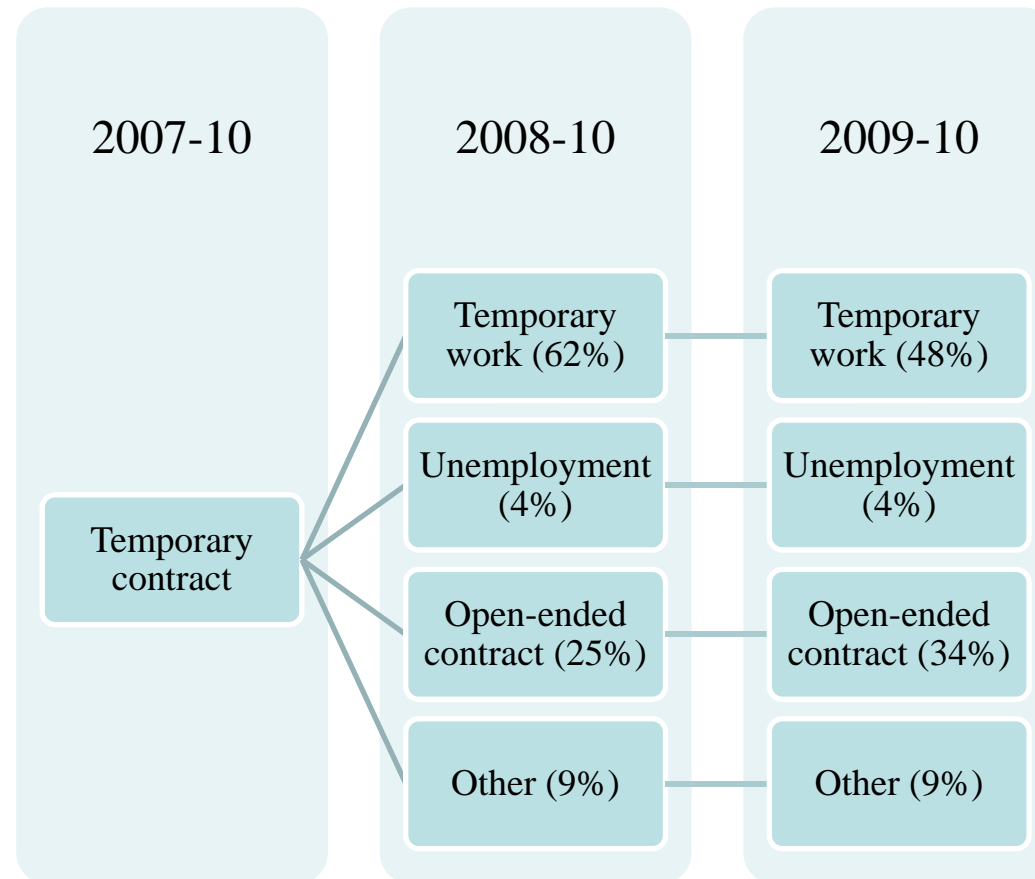 2007-10
2008-10
2009-10
Temporary
contract
Temporary
work (62%)
Unemployment
(4%)
Open-ended
contract (25%)
Other (9%)
Temporary
work (48%)
Unemployment
(4%)
Open-ended
contract (34%)
Other (9%)